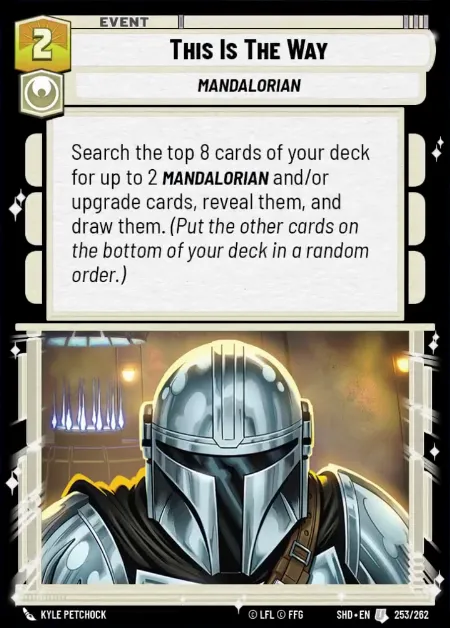 EVENT
2
THIS IS THE WAY
MANDALORIAN
Search the top 8 cards of your deck
for up to 2 MANDALORIAN and/or
upgrade cards, reveal them, and
draw them. (Put the other cards on
the bottom of your deck in a random
order.)
KYLE PETCHOCK
© LFL © FFG
SHD • EN
253/262